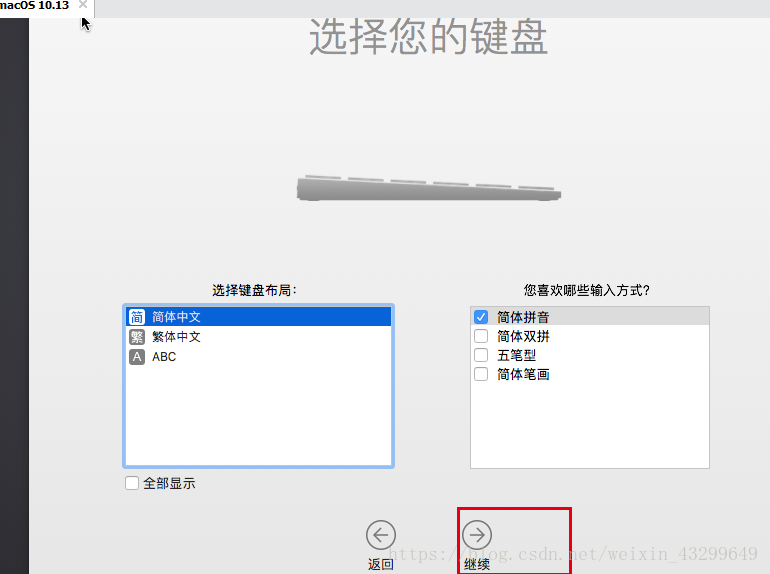 macOS 10.13
选择您的键盘
选择键盘布局：
您喜欢哪些输入方式?
简 简体中文
繁 繁体中文
A ABC
简体拼音
简体双拼
五笔型
简体笔画
全部显示
返回
继续
https://blog.csdn.net/weixin_43299649